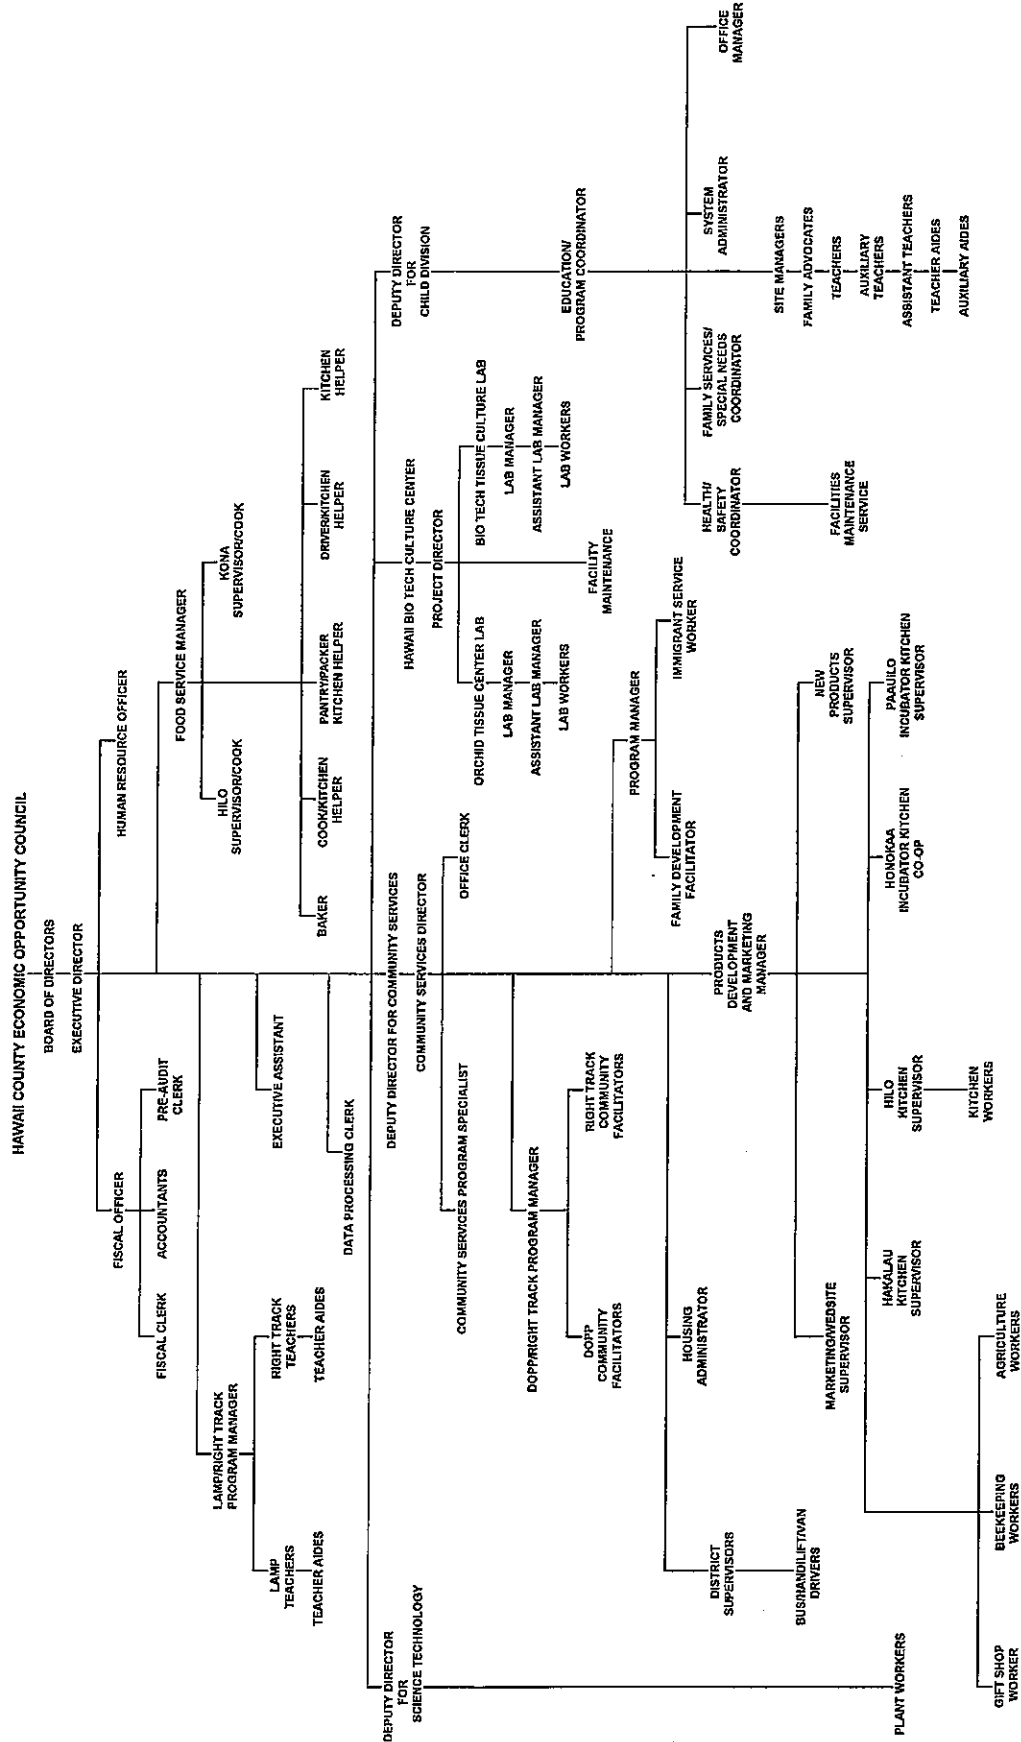 HAWAII COUNTY ECONOMIC OPPORTUNITY COUNCIL
BOARD OF DIRECTORS
EXECUTIVE DIRECTOR
FISCAL OFFICER
HUMAN RESOURCE OFFICER
FISCAL CLERK
ACCOUNTANTS
PRE-AUDIT
CLERK
FOOD SERVICE MANAGER
HILO
SUPERVISOR/COOK
KONA
SUPERVISOR/COOK
LAMP/RIGHT TRACK
PROGRAM MANAGER
LAMP
TEACHERS
TEACHER AIDES
RIGHT TRACK
TEACHERS
TEACHER AIDES
EXECUTIVE ASSISTANT
BAKER
COOK/KITCHEN
HELPER
PANTRY/PACKER
KITCHEN HELPER
DRIVER/KITCHEN
HELPER
KITCHEN
HELPER
DATA PROCESSING CLERK
DEPUTY DIRECTOR
FOR
SCIENCE TECHNOLOGY
PLANT WORKERS
DEPUTY DIRECTOR FOR COMMUNITY SERVICES
COMMUNITY SERVICES DIRECTOR
HAWAII BIO TECH CULTURE CENTER
PROJECT DIRECTOR
DEPUTY DIRECTOR
FOR
CHILD DIVISION
COMMUNITY SERVICES PROGRAM SPECIALIST
OFFICE CLERK
ORCHID TISSUE CENTER LAB
LAB MANAGER
ASSISTANT LAB MANAGER
LAB WORKERS
BIO TECH TISSUE CULTURE LAB
LAB MANAGER
ASSISTANT LAB MANAGER
LAB WORKERS
FACILITY
MAINTENANCE
DOPP/RIGHT TRACK PROGRAM MANAGER
DOPP
COMMUNITY
FACILITATORS
RIGHT TRACK
COMMUNITY
FACILITATORS
PROGRAM MANAGER
FAMILY DEVELOPMENT
FACILITATOR
IMMIGRANT SERVICE
WORKER
EDUCATION/
PROGRAM COORDINATOR
HEALTH/
SAFETY
COORDINATOR
FAMILY SERVICES/
SPECIAL NEEDS
COORDINATOR
SYSTEM
ADMINISTRATOR
OFFICE
MANAGER
FACILITIES
MAINTENANCE
SERVICE
SITE MANAGERS
FAMILY ADVOCATES
TEACHERS
AUXILIARY
TEACHERS
ASSISTANT TEACHERS
TEACHER AIDES
AUXILIARY AIDES
HOUSING
ADMINISTRATOR
DISTRICT
SUPERVISORS
BUS/HANDILIFT/VAN
DRIVERS
PRODUCTS
DEVELOPMENT
AND MARKETING
MANAGER
MARKETING/WEDSITE
SUPERVISOR
NEW
PRODUCTS
SUPERVISOR
HAKALAU
KITCHEN
SUPERVISOR
HILO
KITCHEN
SUPERVISOR
KITCHEN
WORKERS
HONOKAA
INCUBATOR KITCHEN
CO-OP
PAAUILO
INCUBATOR KITCHEN
SUPERVISOR
GIFT SHOP
WORKER
BEEKEEPING
WORKERS
AGRICULTURE
WORKERS